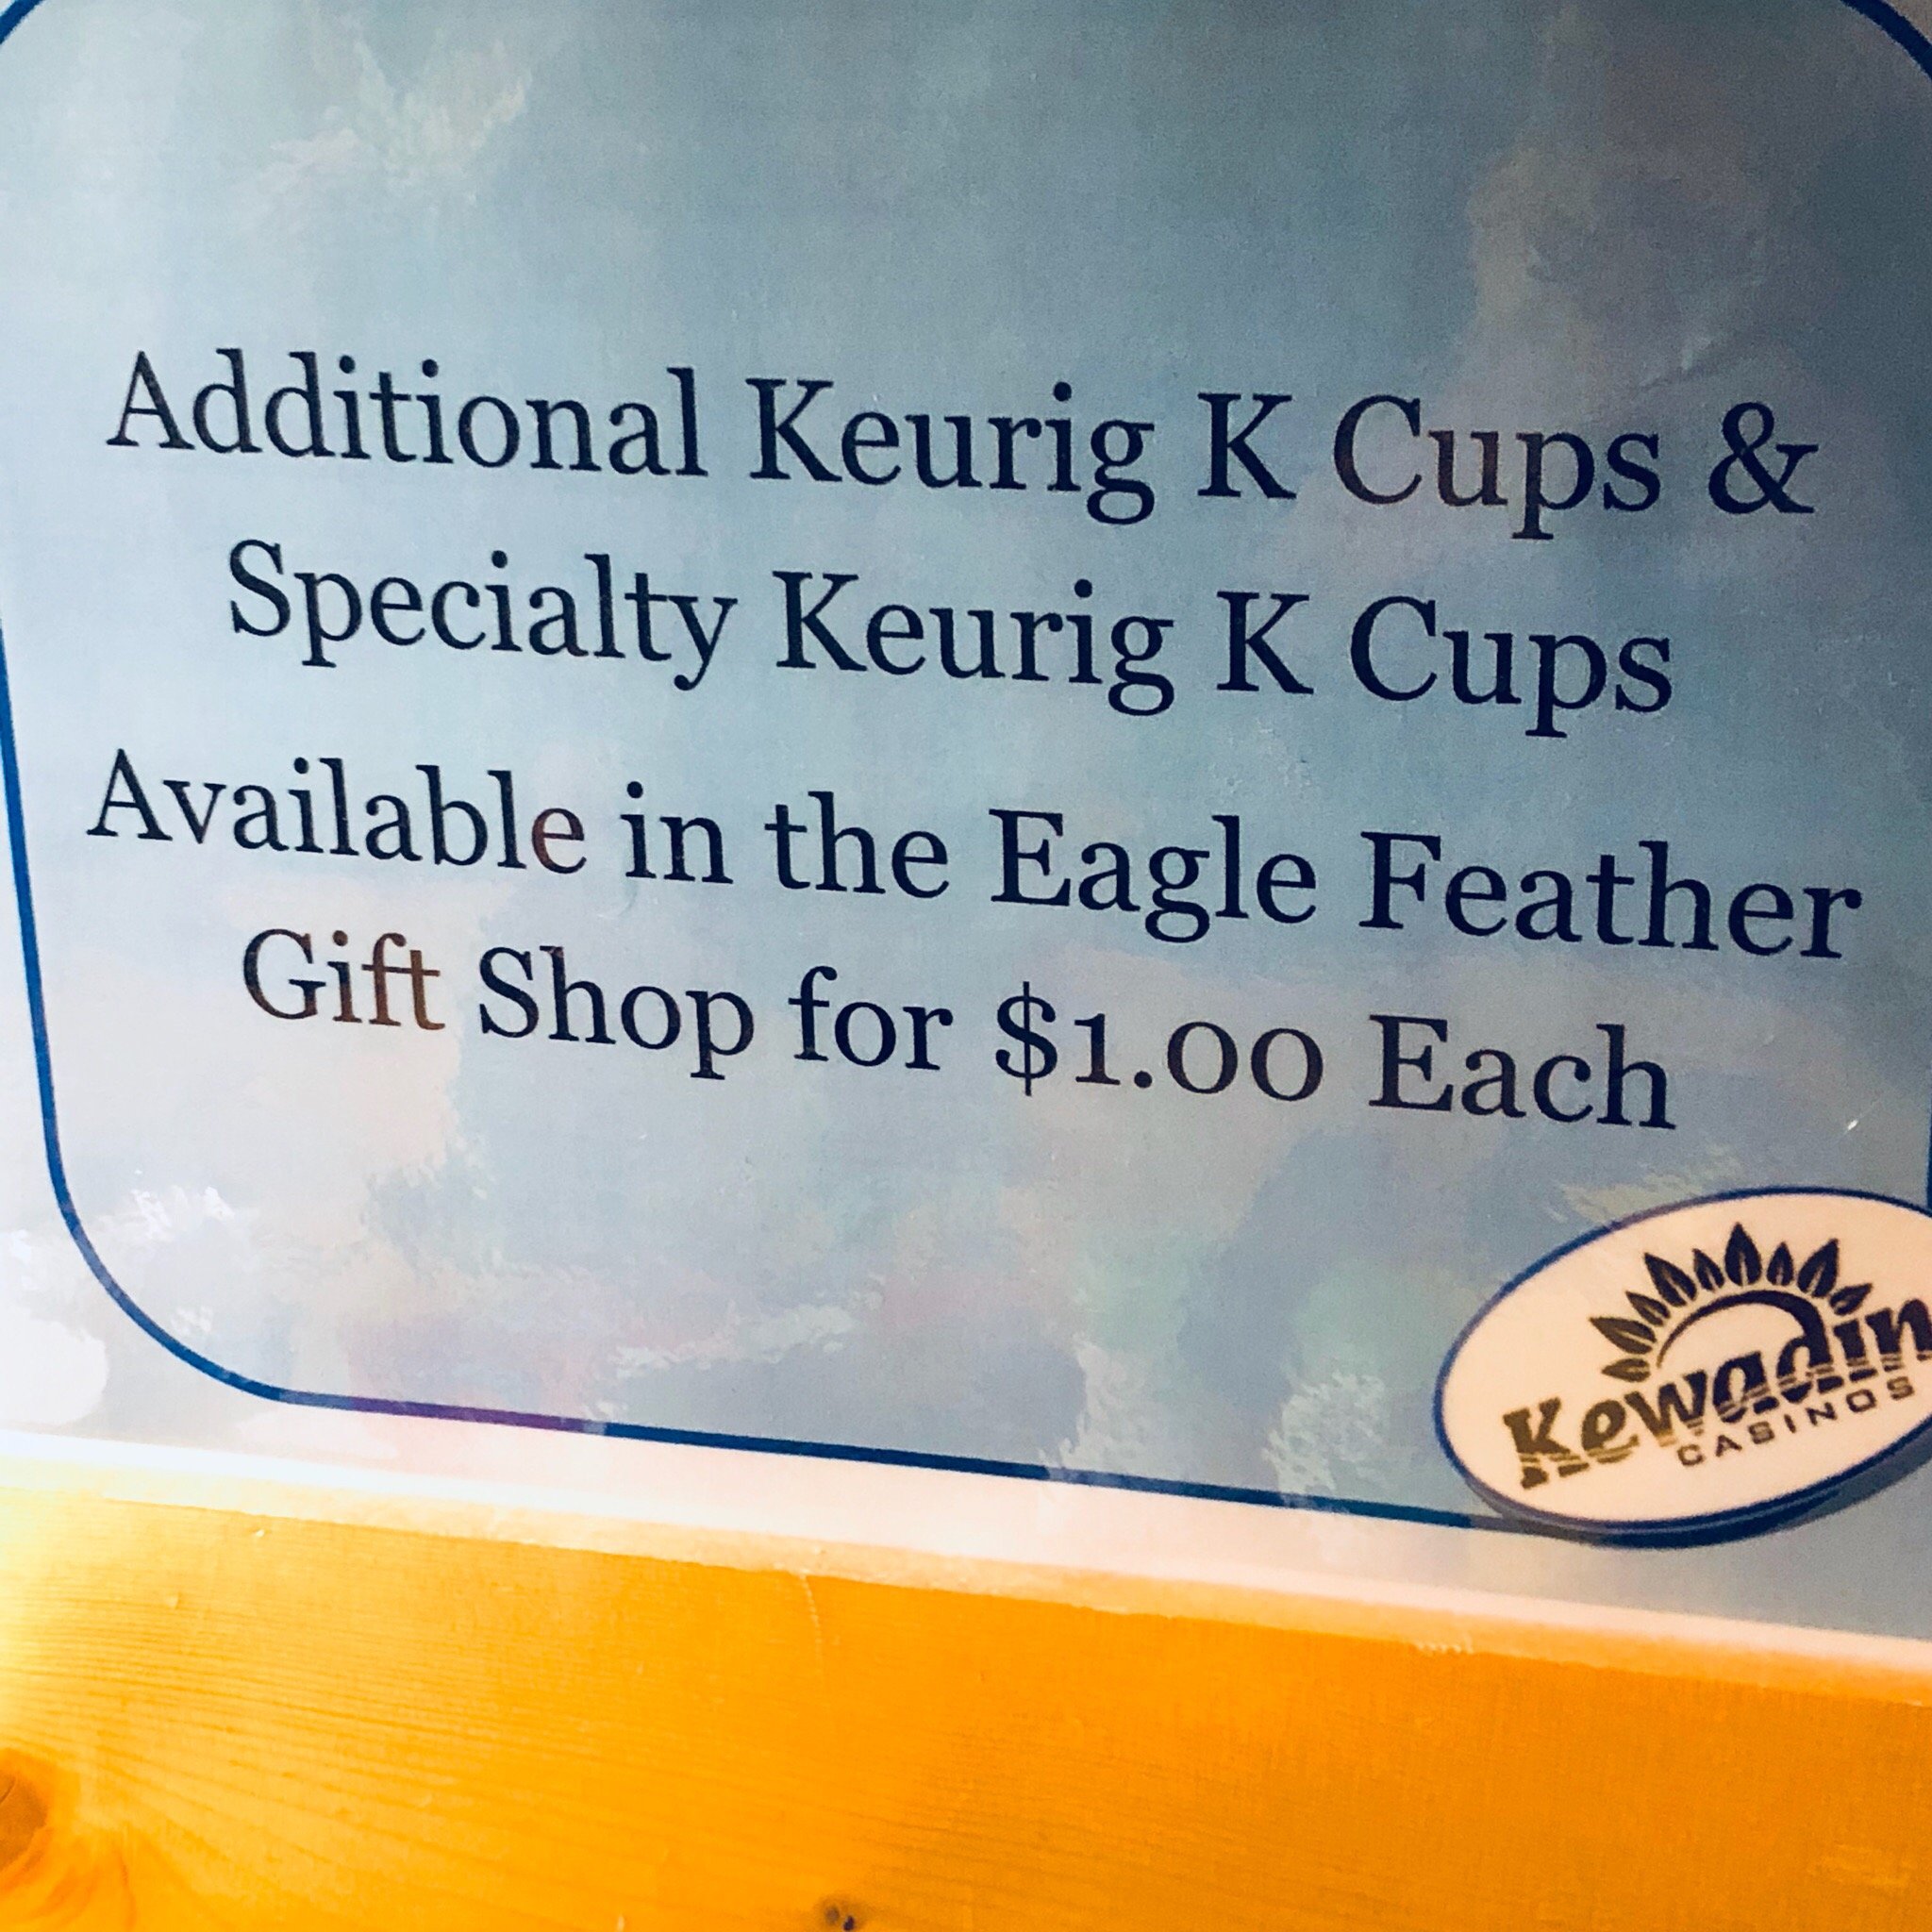 Additional Keurig K Cups &
Specialty Keurig K Cups
Available in the Eagle Feather
Gift Shop for $1.00 Each
Kewadin
CASINOS